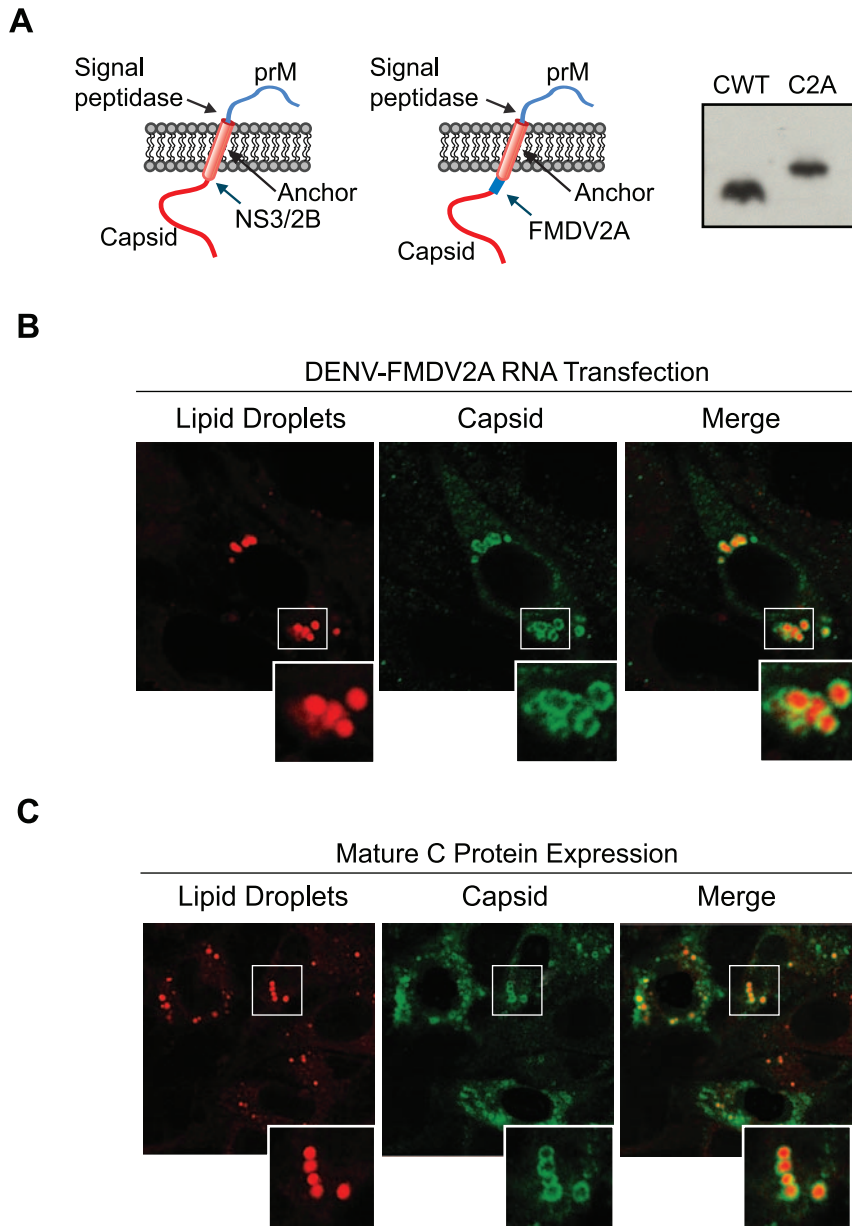 A
Signal
peptidase
prM
Anchor
NS3/2B
Capsid
Signal
peptidase
prM
Anchor
FMDV2A
Capsid
CWT C2A
B
DENV-FMDV2A RNA Transfection
Lipid Droplets Capsid Merge
C
Mature C Protein Expression
Lipid Droplets Capsid Merge